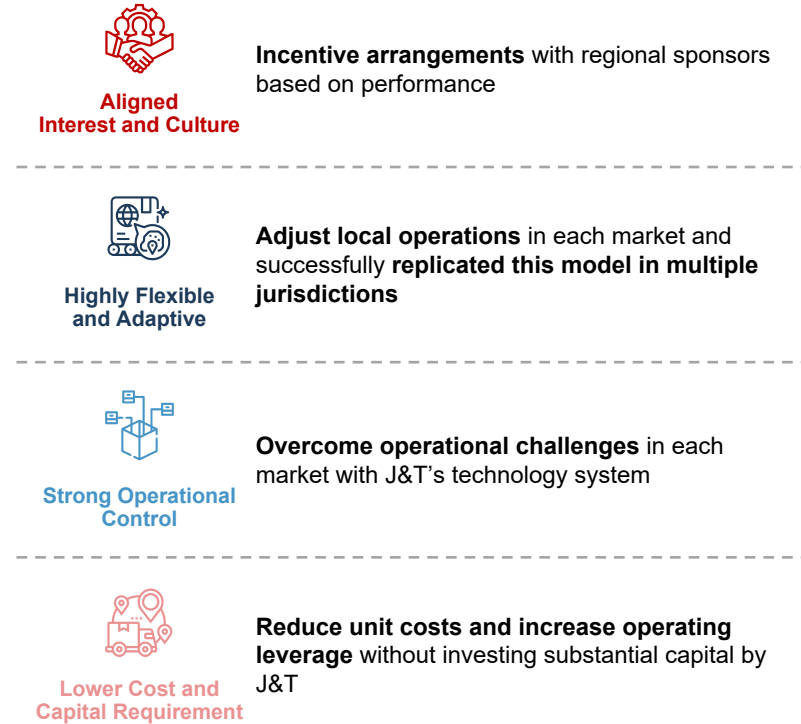 Aligned
Interest and Culture
Incentive arrangements with regional sponsors
based on performance
Highly Flexible
and Adaptive
Adjust local operations in each market and
successfully replicated this model in multiple
jurisdictions
Strong Operational
Control
Overcome operational challenges in each
market with J&T’s technology system
Lower Cost and
Capital Requirement
Reduce unit costs and increase operating
leverage without investing substantial capital by
J&T